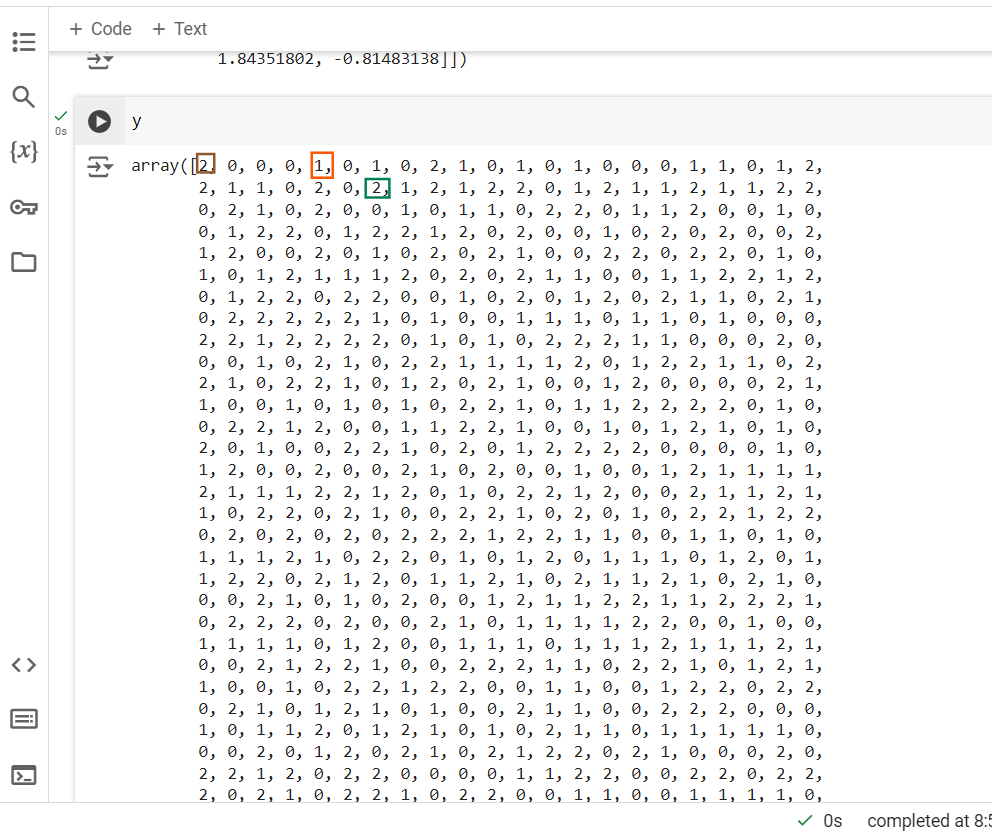 + Code + Text
1.84351802, -0.81483138]])
0s
y
{x}
array([2, 0, 0, 0, 1, 0, 1, 0, 2, 1, 0, 1, 0, 1, 0, 0, 0, 1, 1, 0, 1, 2,
2, 1, 1, 0, 2, 0, 2, 1, 2, 1, 2, 2, 0, 1, 2, 1, 1, 2, 1, 1, 2, 2,
0, 2, 1, 0, 2, 0, 0, 1, 0, 1, 1, 0, 2, 2, 0, 1, 1, 2, 0, 0, 1, 0,
0, 1, 2, 2, 0, 1, 2, 2, 1, 2, 0, 2, 0, 0, 1, 0, 2, 0, 2, 0, 0, 2,
1, 2, 0, 0, 2, 0, 1, 0, 2, 0, 2, 1, 0, 0, 2, 2, 0, 2, 2, 0, 1, 0,
1, 0, 1, 2, 1, 1, 1, 2, 0, 2, 0, 2, 1, 1, 0, 0, 1, 1, 2, 2, 1, 2,
0, 1, 2, 2, 0, 2, 2, 0, 0, 1, 0, 2, 0, 1, 2, 0, 2, 1, 1, 0, 2, 1,
0, 2, 2, 2, 2, 2, 1, 0, 1, 0, 0, 1, 1, 1, 0, 1, 1, 0, 1, 0, 0, 0,
2, 2, 1, 2, 2, 2, 2, 0, 1, 0, 1, 0, 2, 2, 2, 1, 1, 0, 0, 0, 2, 0,
0, 0, 1, 0, 2, 1, 0, 2, 2, 1, 1, 1, 1, 2, 0, 1, 2, 2, 1, 1, 0, 2,
2, 1, 0, 2, 2, 1, 0, 1, 2, 0, 2, 1, 0, 0, 1, 2, 0, 0, 0, 0, 2, 1,
1, 0, 0, 1, 0, 1, 0, 1, 0, 2, 2, 1, 0, 1, 1, 2, 2, 2, 2, 0, 1, 0,
0, 2, 2, 1, 2, 0, 0, 1, 1, 2, 2, 1, 0, 0, 1, 0, 1, 2, 1, 0, 1, 0,
2, 0, 1, 0, 0, 2, 2, 1, 0, 2, 0, 1, 2, 2, 2, 2, 0, 0, 0, 0, 1, 0,
1, 2, 0, 0, 2, 0, 0, 2, 1, 0, 2, 0, 0, 1, 0, 0, 1, 2, 1, 1, 1, 1,
2, 1, 1, 1, 2, 2, 1, 2, 0, 1, 0, 2, 2, 1, 2, 0, 0, 2, 1, 1, 2, 1,
1, 0, 2, 2, 0, 2, 1, 0, 2, 2, 1, 0, 2, 0, 1, 0, 2, 2, 1, 2, 2,
0, 2, 0, 2, 0, 2, 0, 2, 2, 2, 1, 2, 2, 1, 1, 0, 0, 1, 1, 0, 1, 0,
1, 1, 1, 2, 1, 0, 2, 2, 0, 1, 0, 1, 2, 0, 1, 1, 1, 0, 1, 2, 0, 1,
1, 2, 2, 0, 2, 1, 2, 0, 1, 1, 2, 1, 0, 2, 1, 1, 2, 1, 0, 2, 1, 0,
0, 0, 2, 1, 0, 1, 0, 2, 0, 0, 1, 2, 1, 1, 2, 2, 1, 1, 2, 2, 2, 1,
0, 2, 2, 2, 0, 2, 0, 0, 2, 1, 0, 1, 1, 1, 1, 2, 2, 0, 0, 1, 0, 0,
1, 1, 1, 1, 0, 1, 2, 0, 0, 1, 1, 1, 0, 1, 1, 1, 2, 1, 1, 1, 2, 1,
0, 0, 2, 1, 2, 2, 1, 0, 0, 2, 2, 2, 1, 1, 0, 2, 2, 1, 0, 1, 2, 1,
1, 0, 0, 1, 0, 2, 2, 1, 2, 2, 0, 0, 1, 1, 0, 0, 1, 2, 2, 0, 2, 2,
0, 2, 1, 0, 1, 2, 1, 0, 1, 0, 0, 2, 1, 1, 0, 0, 2, 2, 2, 0, 0, 0,
1, 0, 1, 1, 2, 0, 1, 2, 1, 0, 1, 0, 2, 1, 1, 0, 1, 1, 1, 1, 1, 0,
0, 0, 2, 0, 1, 2, 0, 2, 1, 0, 2, 1, 2, 2, 0, 2, 1, 0, 0, 0, 2, 0,
2, 2, 1, 2, 0, 2, 2, 0, 0, 0, 0, 1, 1, 2, 2, 0, 0, 2, 2, 0, 2, 2,
2, 0, 2, 1, 0, 2, 2, 1, 0, 2, 2, 0, 0, 1, 1, 0, 0, 1, 1, 1, 1, 0,
0s completed at 8:5